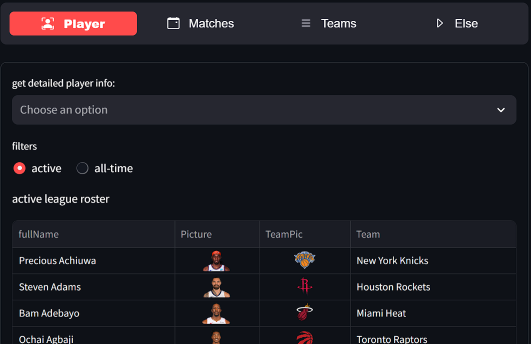 Player Matches Teams Else
get detailed player info:
Choose an option
filters
active all-time
active league roster
fullName Picture TeamPic Team
Precious Achiuwa New York Knicks
Steven Adams Houston Rockets
Bam Adebayo Miami Heat
Ochai Agbaji Toronto Raptors